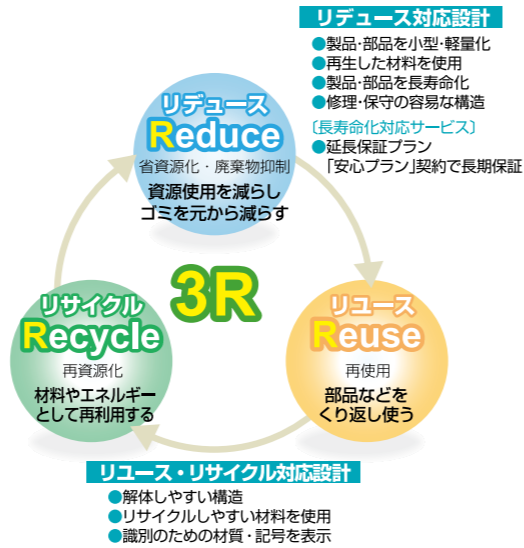 リデュース対応設計
●製品・部品を小型・軽量化
●再生した材料を使用
●製品・部品を長寿命化
●修理・保守の容易な構造
〔長寿命化対応サービス〕
●延長保証プラン
「安心プラン」契約で長期保証
リデュース
Reduce
省資源化・廃棄物抑制
資源使用を減らし
ゴミを元から減らす
3R
リサイクル
Recycle
再資源化
材料やエネルギー
として再利用する
リユース
Reuse
再使用
部品などを
くり返し使う
リユース・リサイクル対応設計
●解体しやすい構造
●リサイクルしやすい材料を使用
●識別のための材質・記号を表示